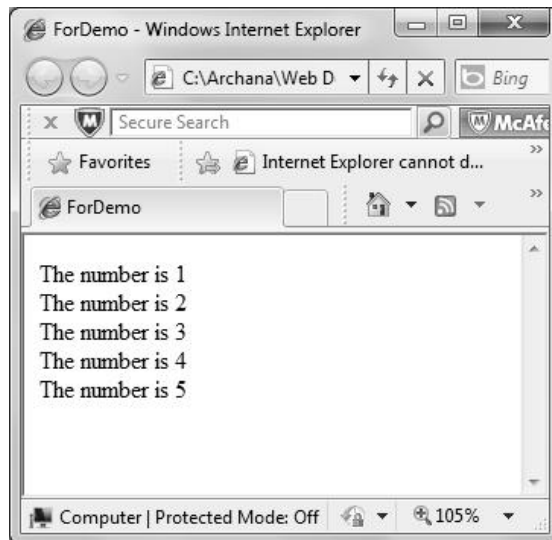 ForDemo - Windows Internet Explorer
C:\Archana\Web D
Bing
Secure Search
McAfe
Favorites
Internet Explorer cannot d...
ForDemo
The number is 1
The number is 2
The number is 3
The number is 4
The number is 5
Computer | Protected Mode: Off
105%